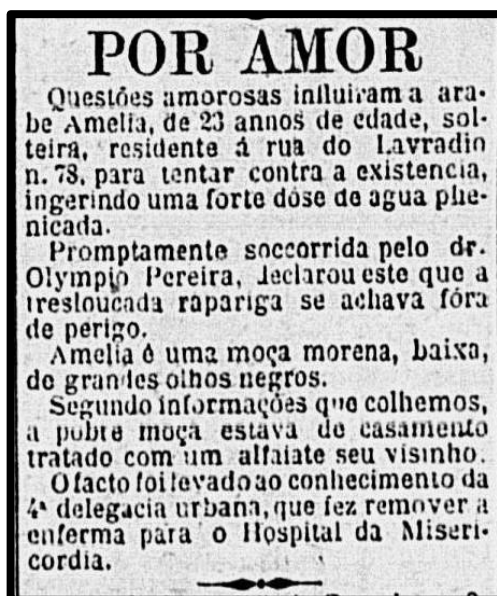 POR AMOR
Questões amorosas influiram a ara-
be Amelia, de 23 annos de edade, sol-
teira, residente á rua do Lavradio
n. 78, para tentar contra a existencia,
ingerindo uma forte dóse de agua phe-
nicada.
Promptamente soccorrida pelo dr.
Olympio Pereira, declarou este que a
tresloucada rapariga se achava fóra
de perigo.
Amelia é uma moça morena, baixa,
de grandes olhos negros.
Segundo informações que colhemos,
a pobre moça estava de casamento
tratado com um alfaiate seu visinho.
O facto foi levado ao conhecimento da
4ª delegacia urbana, que fez remover a
enferma para o Hospital da Miseri-
cordia.